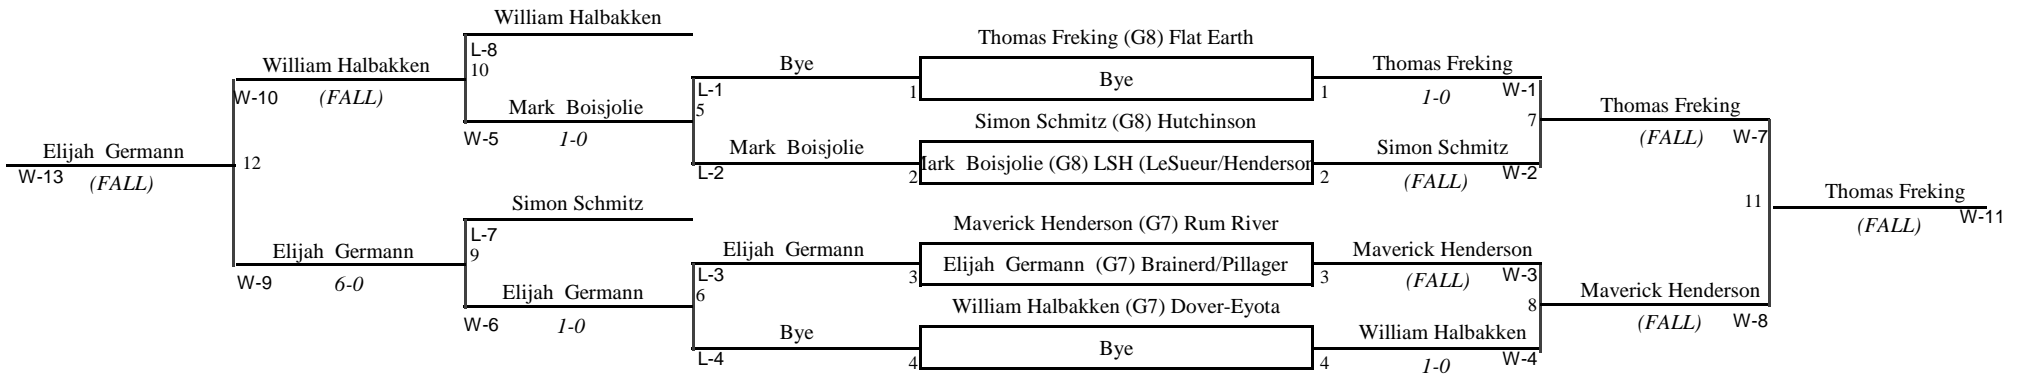 William Halbakken
L-8
10
William Halbakken
W-10
(FALL)
Mark Boisjolie
W-5
1-0
Elijah Germann
W-13
(FALL)
12
Simon Schmitz
L-7
9
Elijah Germann
W-9
6-0
Elijah Germann
W-6
1-0
Bye
L-1
5
1
Mark Boisjolie
L-2
2
Elijah Germann
L-3
6
3
Bye
L-4
4
Thomas Freking (G8) Flat Earth
Bye
Simon Schmitz (G8) Hutchinson
Mark Boisjolie (G8) LSH (LeSueur/Henderson
Maverick Henderson (G7) Rum River
Elijah Germann (G7) Brainerd/Pillager
William Halbakken (G7) Dover-Eyota
Bye
Thomas Freking
1
1-0
W-1
7
Simon Schmitz
2
(FALL)
W-2
Maverick Henderson
3
(FALL)
W-3
8
William Halbakken
4
1-0
W-4
Thomas Freking
(FALL)
W-7
11
Maverick Henderson
(FALL)
W-8
Thomas Freking
(FALL)
W-11